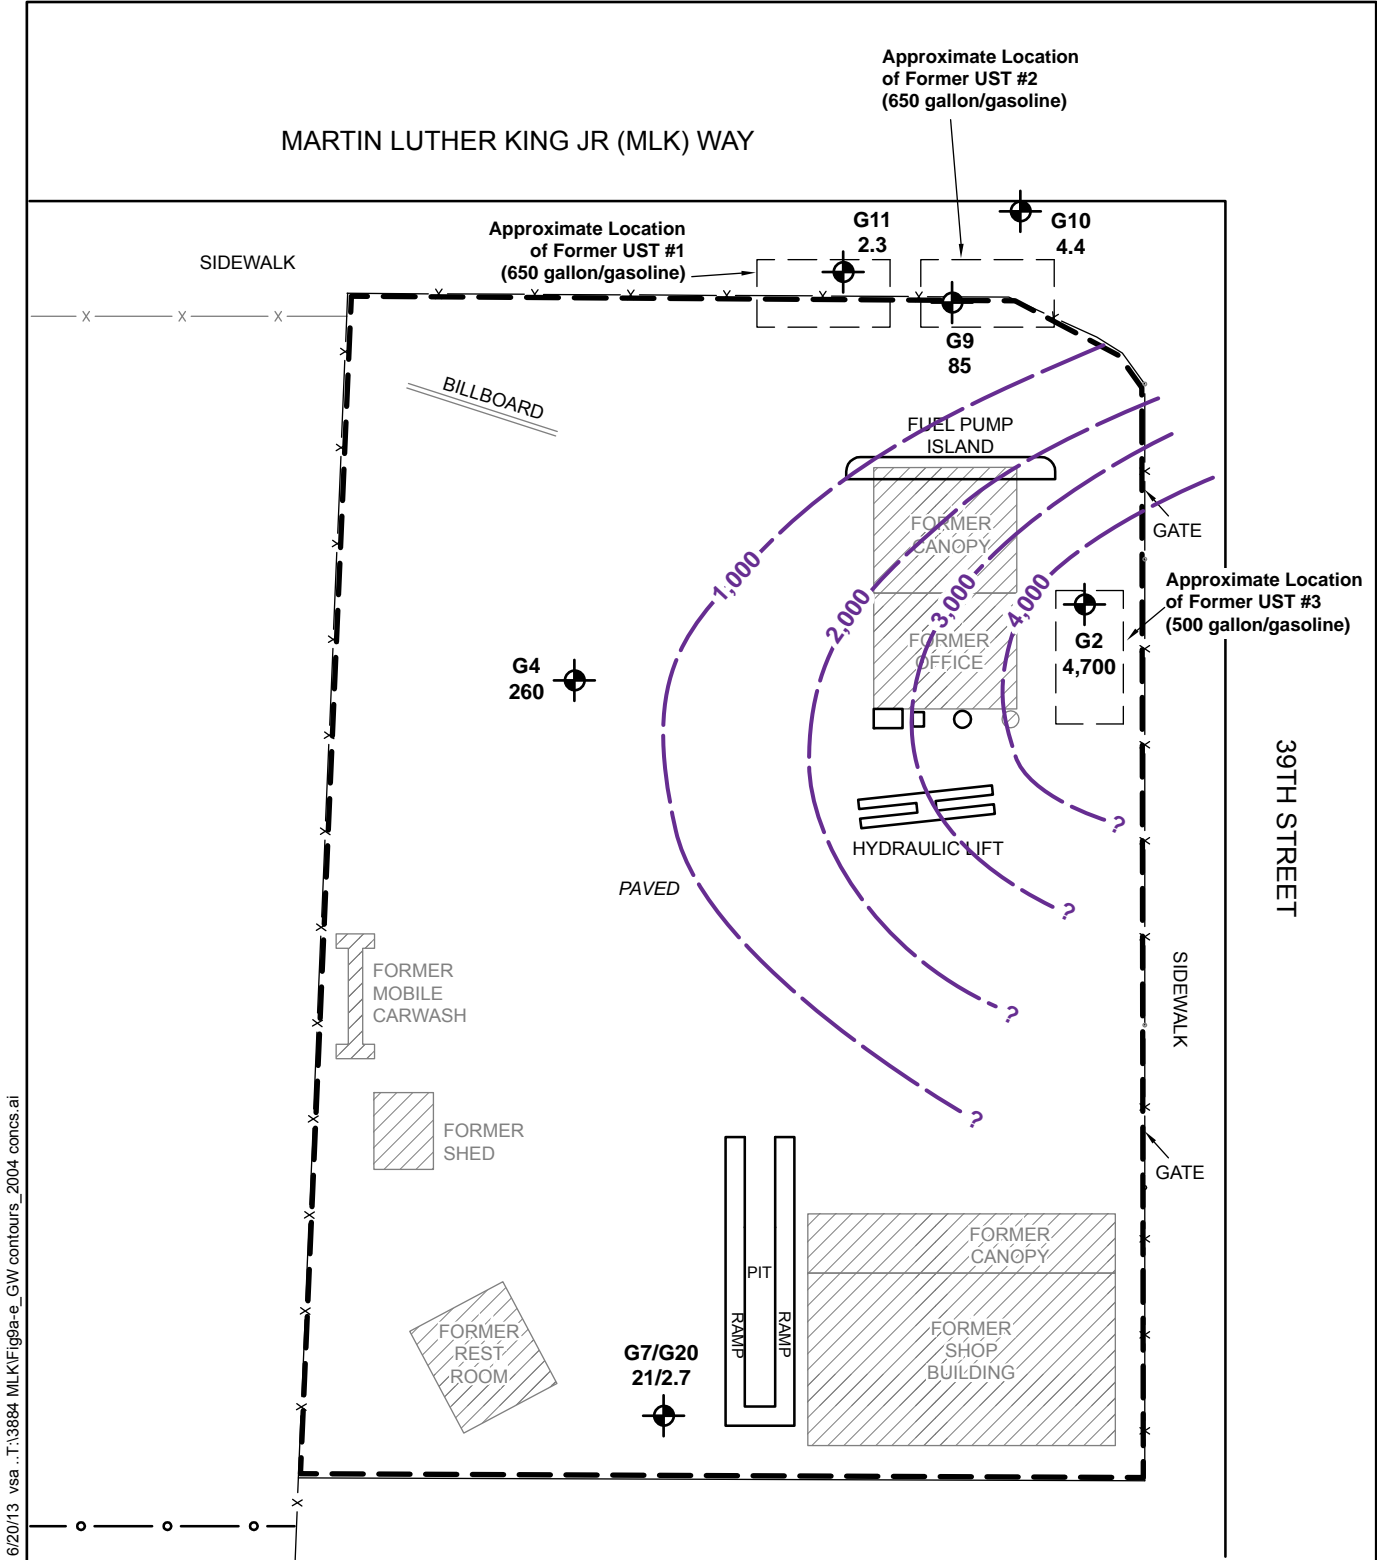 Approximate Location
of Former UST #2
(650 gallon/gasoline)
MARTIN LUTHER KING JR (MLK) WAY
Approximate Location
of Former UST #1
(650 gallon/gasoline)
G11
2.3
G10
4.4
SIDEWALK
X X X
G9
85
BILLBOARD
FUEL PUMP
ISLAND
FORMER
CANOPY
GATE
1,000
2,000
3,000
4,000
Approximate Location
of Former UST #3
(500 gallon/gasoline)
FORMER
OFFICE
G2
4,700
G4
260
39TH STREET
?
HYDRAULIC LIFT
PAVED
?
FORMER
MOBILE
CARWASH
SIDEWALK
?
?
FORMER
SHED
GATE
FORMER
CANOPY
PIT
RAMP
RAMP
FORMER
REST
ROOM
FORMER
SHOP
BUILDING
G7/G20
21/2.7
6/20/13 vsa ..T:\3884 MLK\Fig9a-e_GW contours_2004 concs.ai